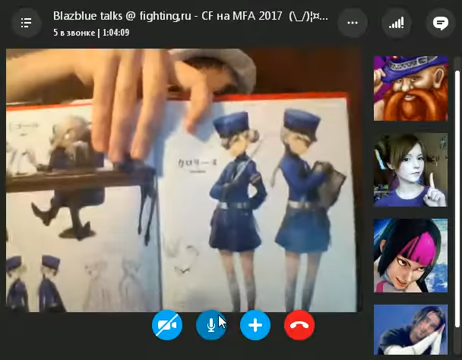 Blazblue talks @ fighting,ru - CF на MFA 2017 (\_/)¦¤...
5 в звонке | 1:04:09
カロリーヌ